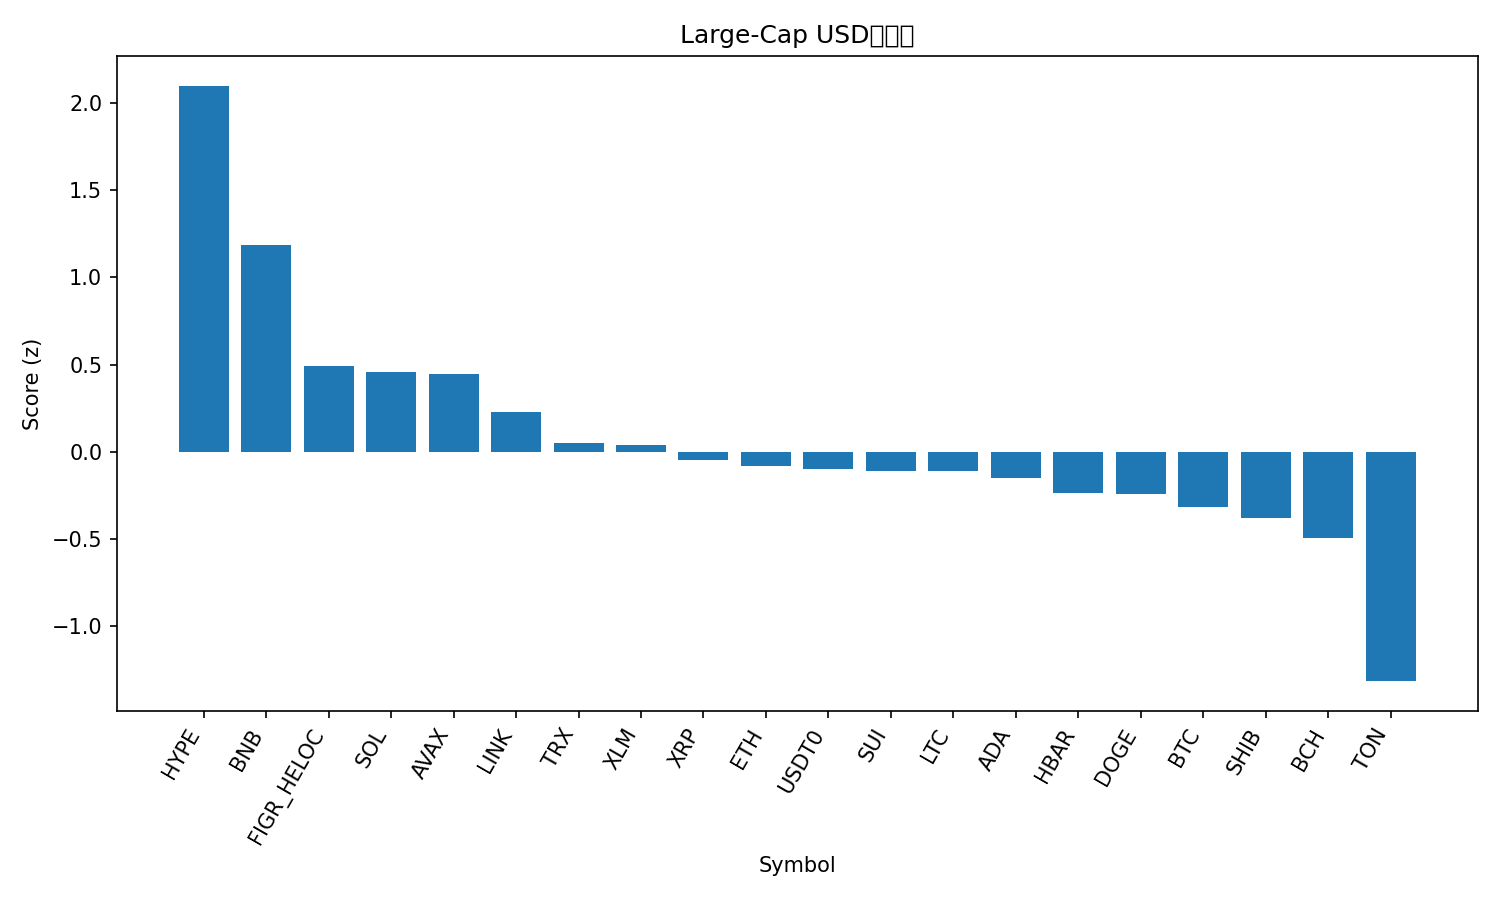 Large-Cap USD
2.0
1.5
1.0
0.5
0.0
−0.5
−1.0
Score (z)
HYPE
BNB
FIGR_HELOC
SOL
AVAX
LINK
TRX
XLM
XRP
ETH
USDT0
SUI
LTC
ADA
HBAR
DOGE
BTC
SHIB
BCH
TON
Symbol